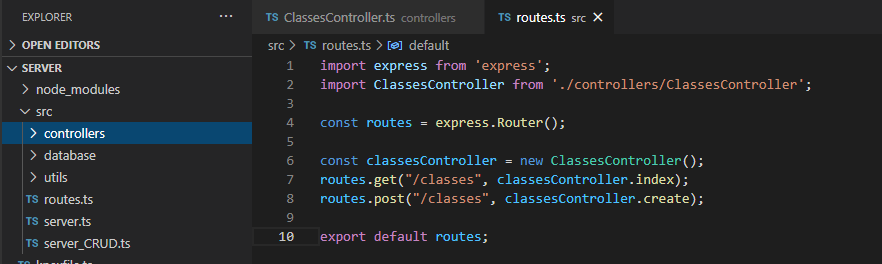 EXPLORER
...
TS ClassesController.ts controllers
TS routes.ts src ×
> OPEN EDITORS
src > TS routes.ts > default
SERVER
1 import express from 'express';
> node_modules
2 import ClassesController from './controllers/ClassesController';
src
3
> controllers
4 const routes = express.Router();
> database
5
> utils
6 const classesController = new ClassesController();
TS routes.ts
7 routes.get("/classes", classesController.index);
TS server.ts
8 routes.post("/classes", classesController.create);
TS server_CRUD.ts
9
10 export default routes;